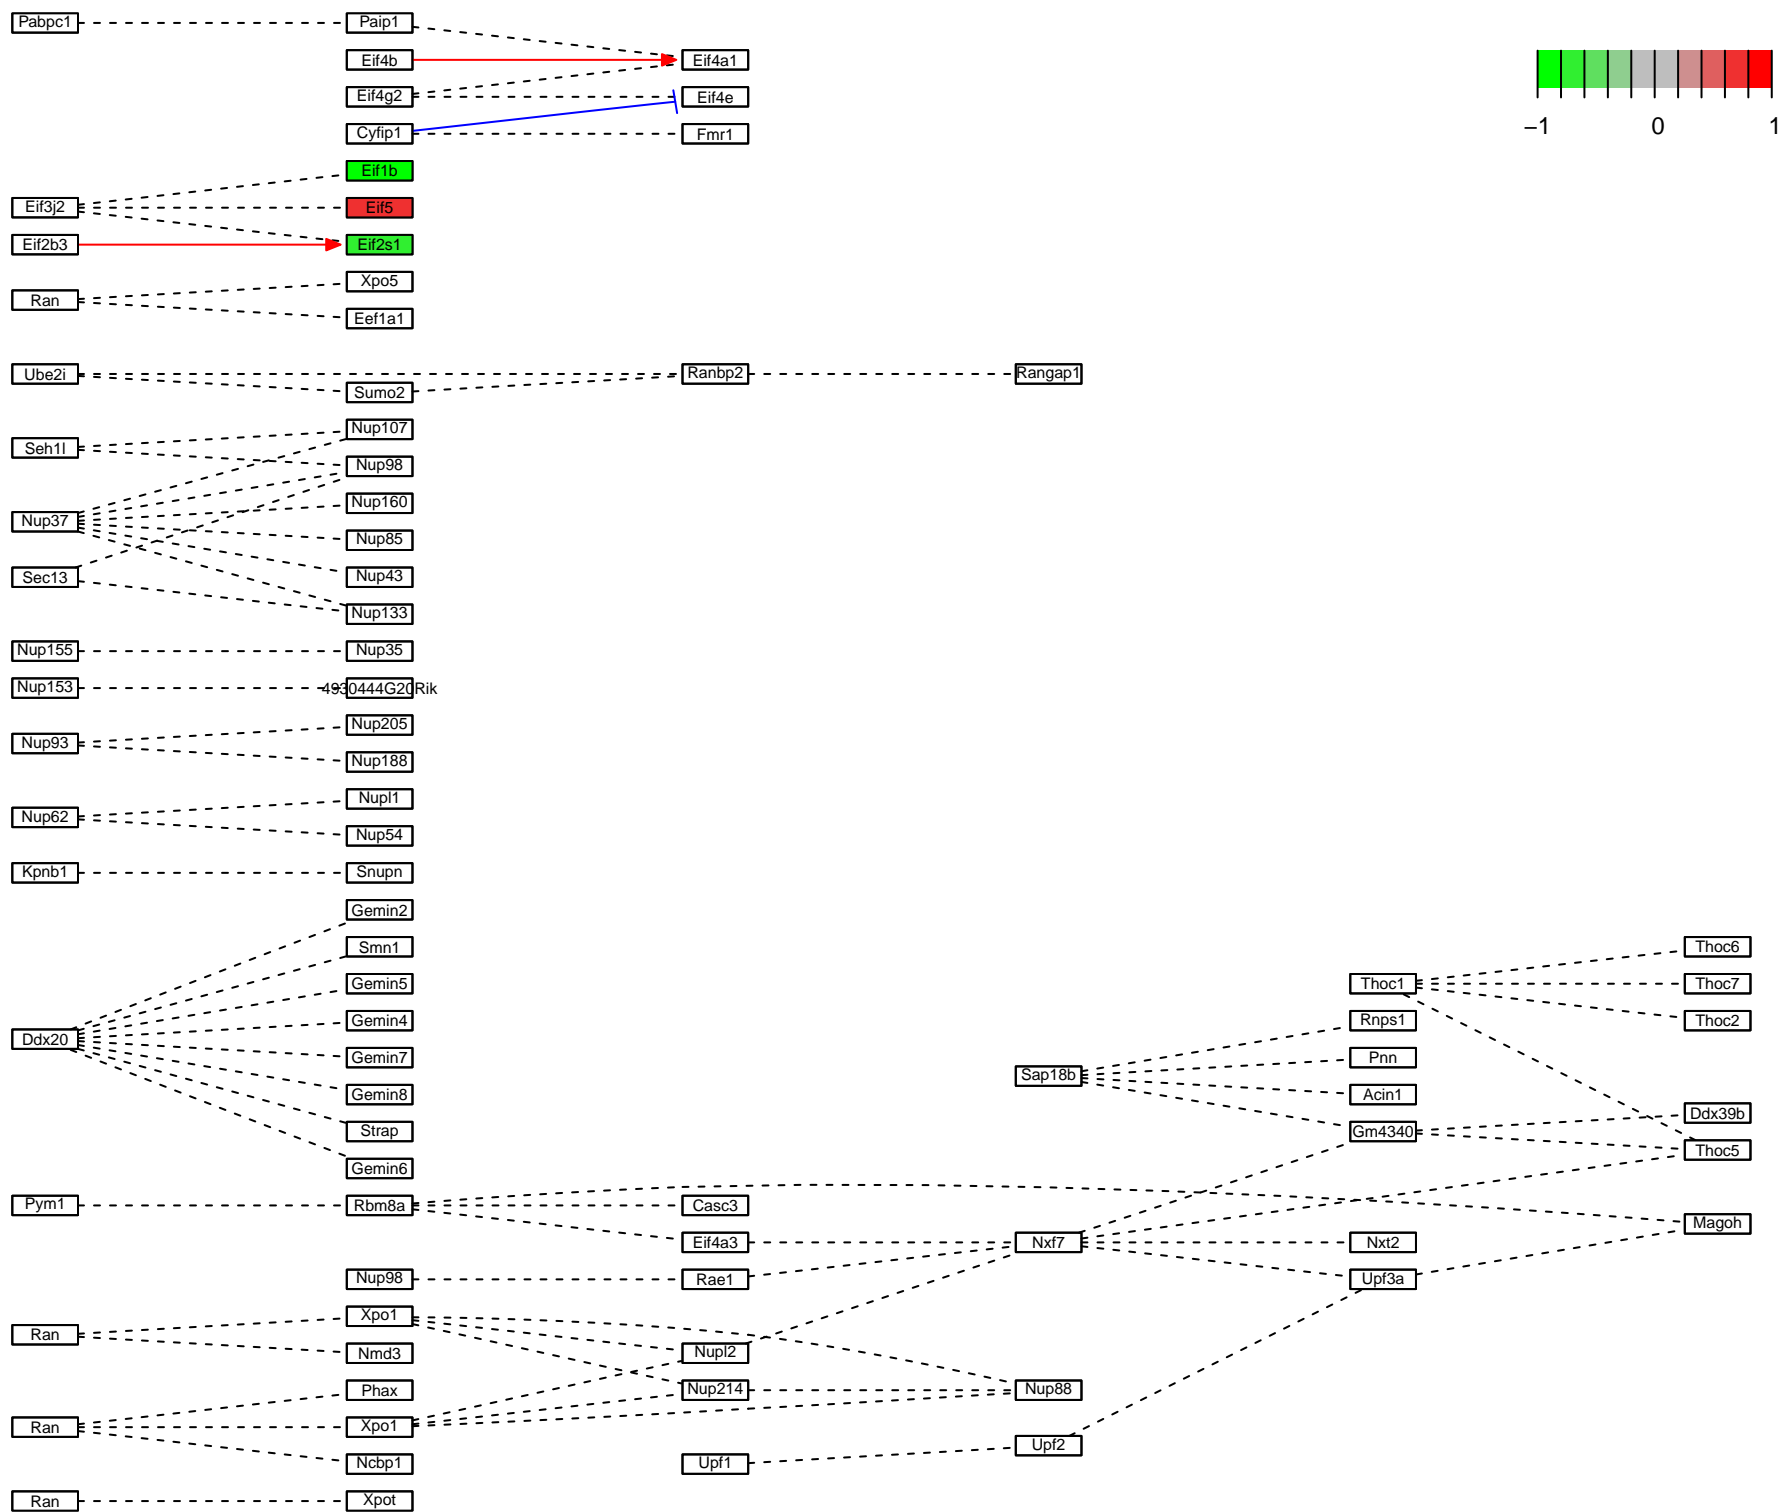 Pabpc1 Paip1
Eif4b Eif4a1
Eif4g2 Eif4e
Cyfip1 Fmr1
−1 0 1
Eif1b
Eif3j2 Eif5
Eif2b3 Eif2s1
Xpo5
Ran
Eef1a1
Ube2i Ranbp2 Rangap1
Sumo2
Nup107
Seh1l
Nup98
Nup160
Nup37
Nup85
Sec13 Nup43
Nup133
Nup155 Nup35
Nup153 4930444G20Rik
Nup205
Nup93
Nup188
Nupl1
Nup62
Nup54
Kpnb1 Snupn
Gemin2
Smn1 Thoc6
Gemin5 Thoc1 Thoc7
Gemin4 Rnps1 Thoc2
Ddx20
Gemin7 Pnn
Sap18b
Gemin8 Acin1
Ddx39b
Strap Gm4340
Thoc5
Gemin6
Pym1 Rbm8a Casc3
Magoh
Eif4a3 Nxf7 Nxt2
Nup98 Rae1 Upf3a
Xpo1
Ran
Nmd3 Nupl2
Phax Nup214 Nup88
Ran Xpo1
Upf2
Ncbp1 Upf1
Ran Xpot